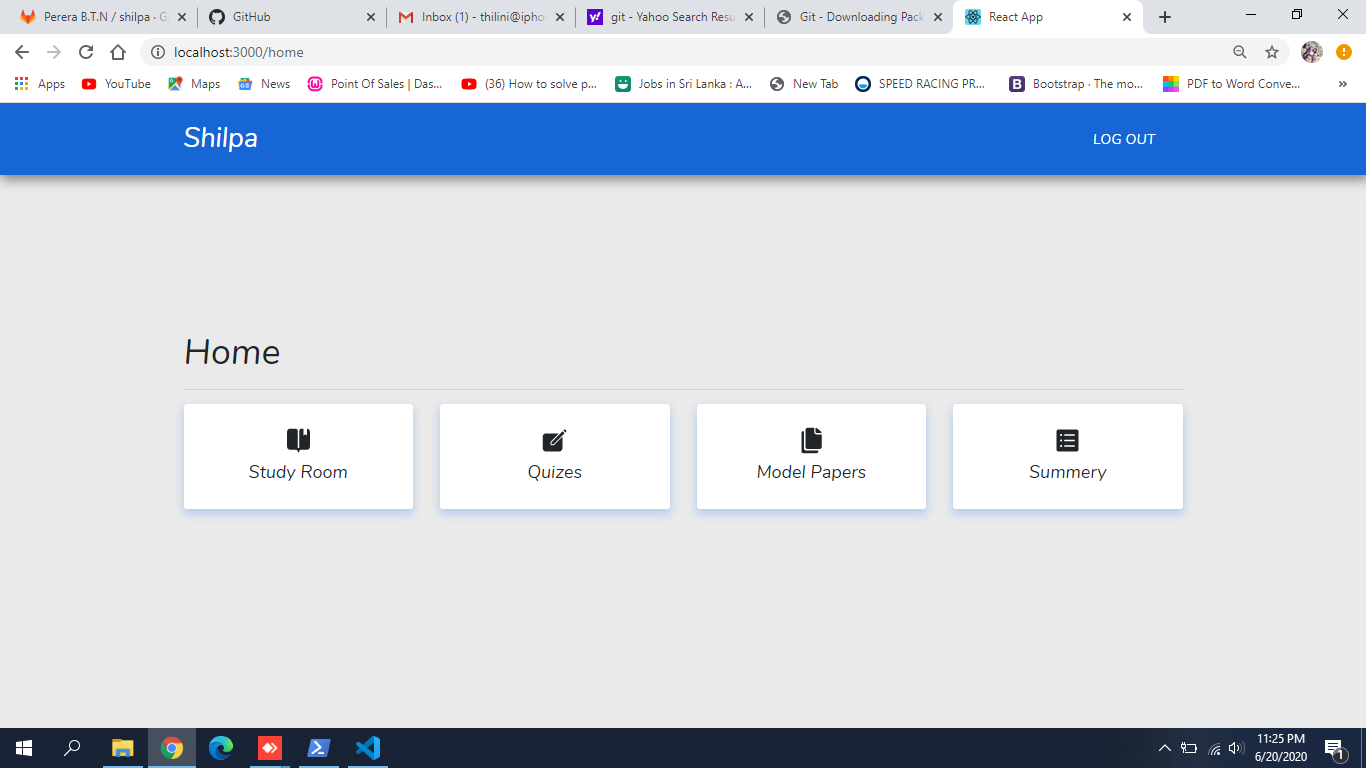 Perera B.T.N / shilpa · G
GitHub
Inbox (1) - thilini@ipho
git - Yahoo Search Resu
Git - Downloading Pack
React App
localhost:3000/home
Apps
YouTube
Maps
News
Point Of Sales | Das...
(36) How to solve p...
Jobs in Sri Lanka : A...
New Tab
SPEED RACING PR...
Bootstrap · The mo...
PDF to Word Conve...
»
Shilpa
LOG OUT
Home
Study Room
Quizes
Model Papers
Summery
11:25 PM
6/20/2020
1